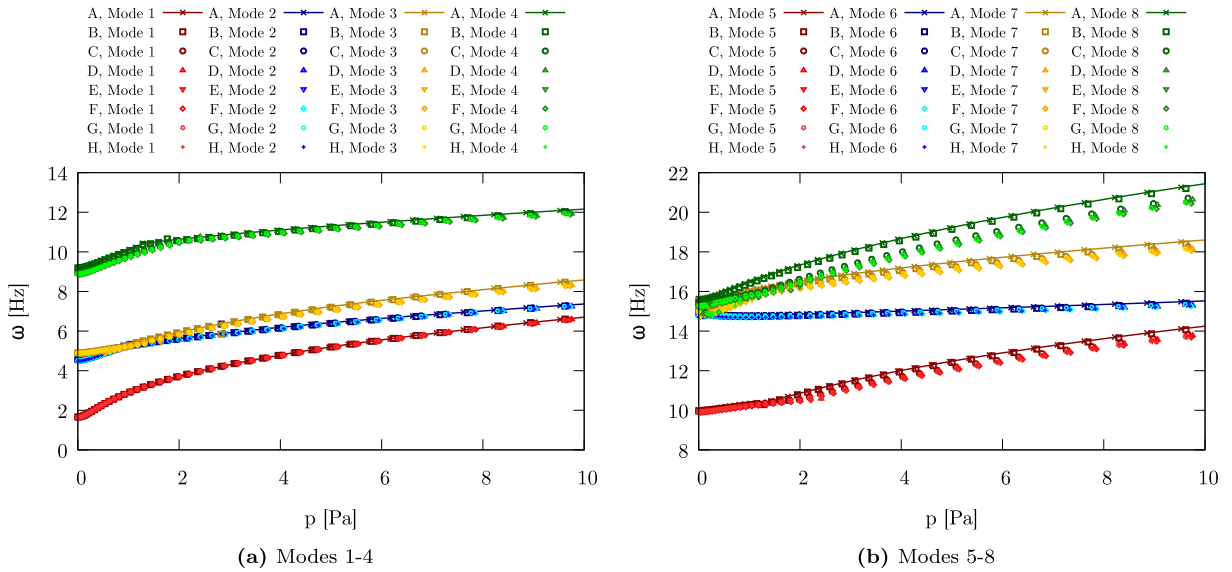 A, Mode 1 A, Mode 2 A, Mode 3 A, Mode 4
B, Mode 1 B, Mode 2 B, Mode 3 B, Mode 4
C, Mode 1 C, Mode 2 C, Mode 3 C, Mode 4
D, Mode 1 D, Mode 2 D, Mode 3 D, Mode 4
E, Mode 1 E, Mode 2 E, Mode 3 E, Mode 4
F, Mode 1 F, Mode 2 F, Mode 3 F, Mode 4
G, Mode 1 G, Mode 2 G, Mode 3 G, Mode 4
H, Mode 1 H, Mode 2 H, Mode 3 H, Mode 4
14
12
10
8
6
4
2
0
ω [Hz]
0 2 4 6 8 10
p [Pa]
(a) Modes 1-4
A, Mode 5 A, Mode 6 A, Mode 7 A, Mode 8
B, Mode 5 B, Mode 6 B, Mode 7 B, Mode 8
C, Mode 5 C, Mode 6 C, Mode 7 C, Mode 8
D, Mode 5 D, Mode 6 D, Mode 7 D, Mode 8
E, Mode 5 E, Mode 6 E, Mode 7 E, Mode 8
F, Mode 5 F, Mode 6 F, Mode 7 F, Mode 8
G, Mode 5 G, Mode 6 G, Mode 7 G, Mode 8
H, Mode 5 H, Mode 6 H, Mode 7 H, Mode 8
22
20
18
16
14
12
10
8
ω [Hz]
0 2 4 6 8 10
p [Pa]
(b) Modes 5-8